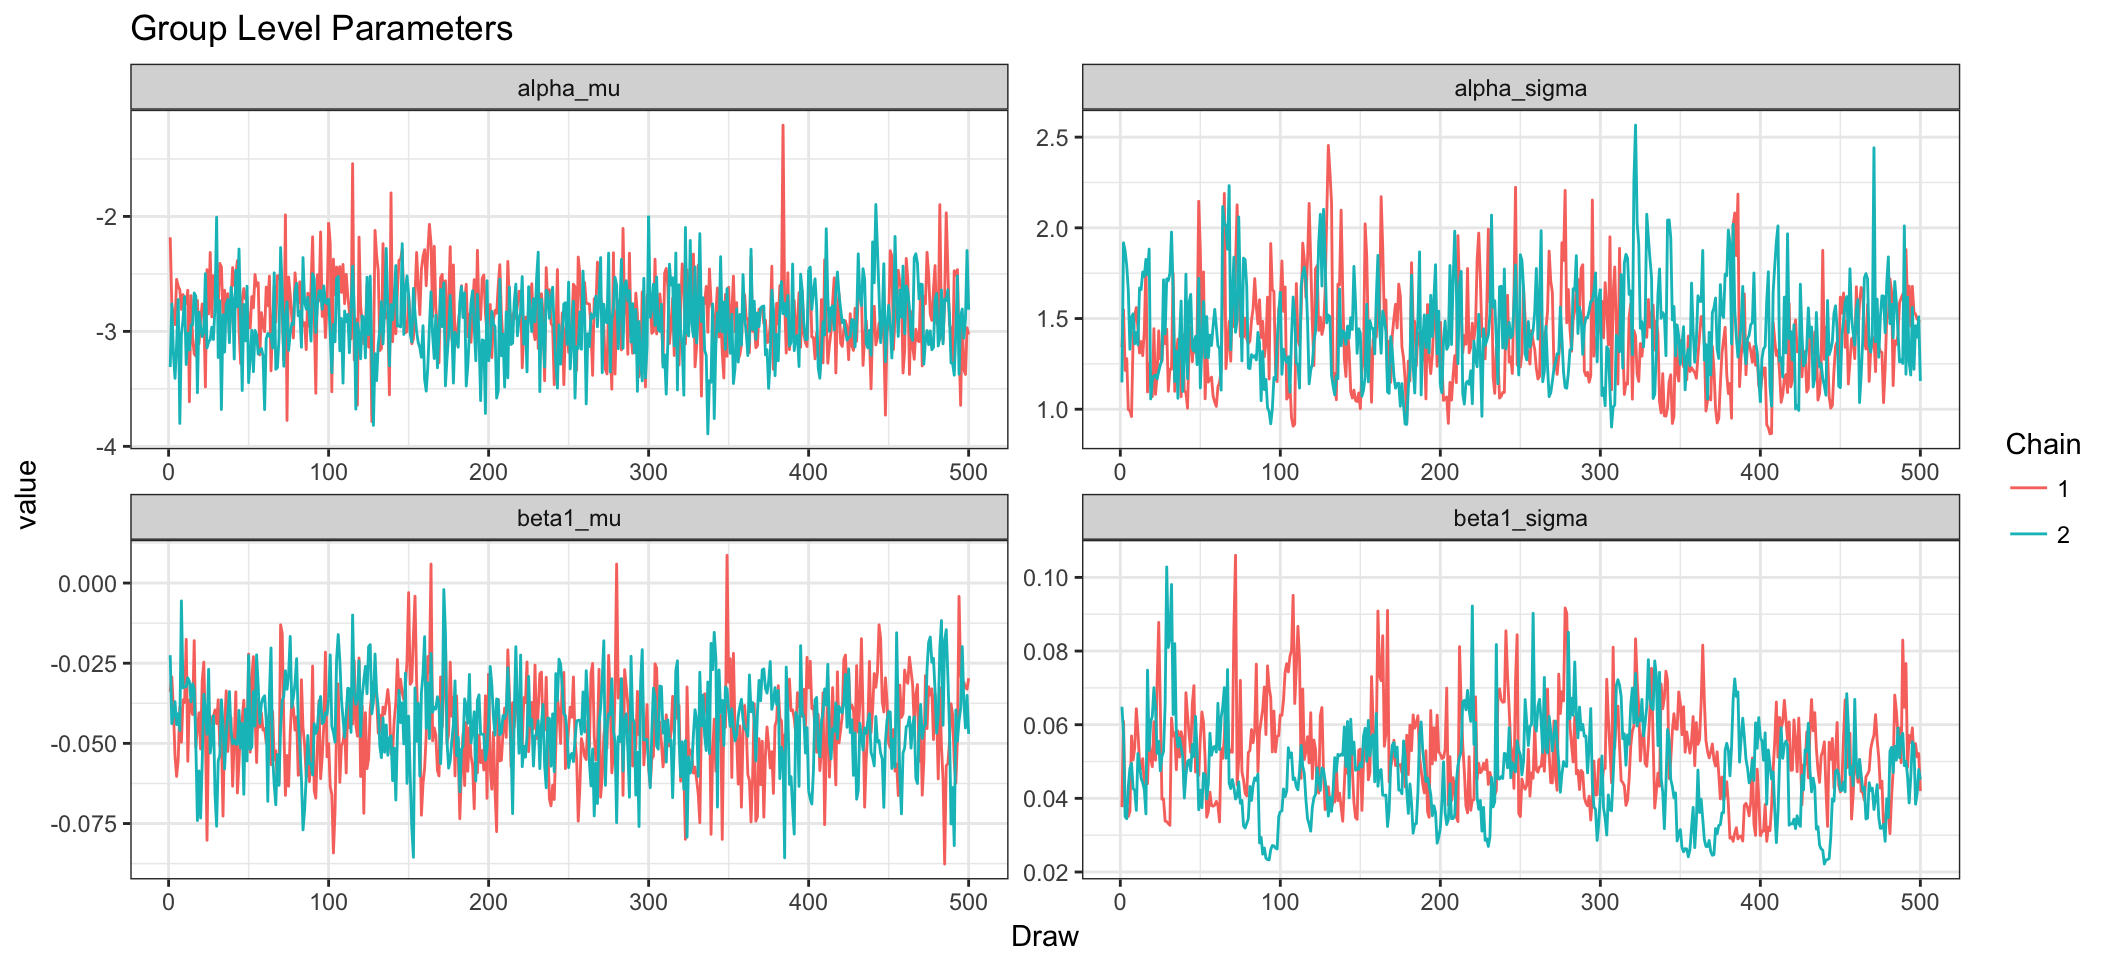 Group Level Parameters
alpha_mu
alpha_sigma
-2
-3
-4
2.5
2.0
1.5
1.0
0 100 200 300 400 500
0 100 200 300 400 500
value
beta1_mu
beta1_sigma
0.000
-0.025
-0.050
-0.075
0.10
0.08
0.06
0.04
0.02
0 100 200 300 400 500
0 100 200 300 400 500
Draw
Chain
1
2